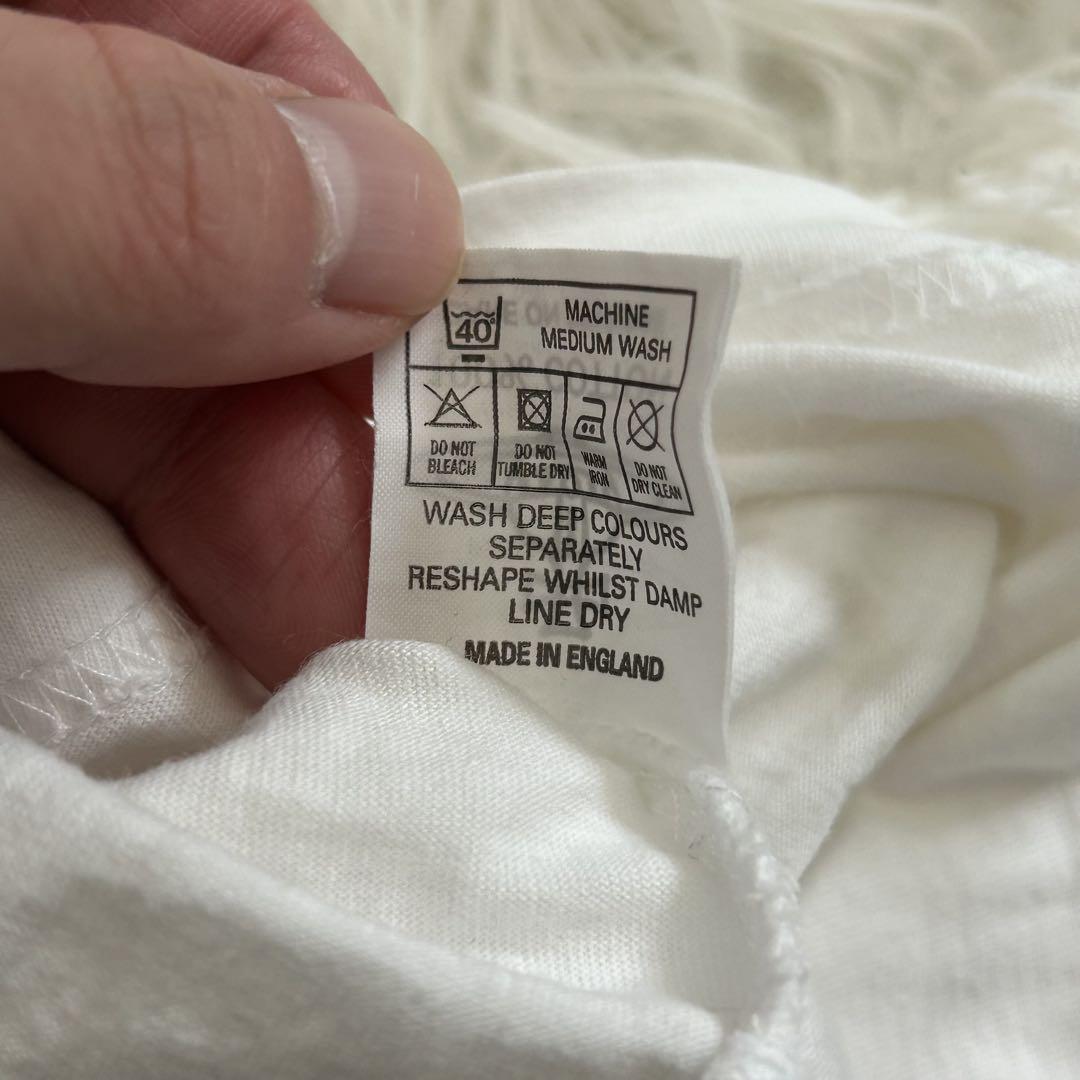 40°
MACHINE
MEDIUM WASH
DO NOT
BLEACH
DO NOT
TUMBLE DRY
WARM
IRON
DO NOT
DRY CLEAN
WASH DEEP COLOURS
SEPARATELY
RESHAPE WHILST DAMP
LINE DRY
MADE IN ENGLAND